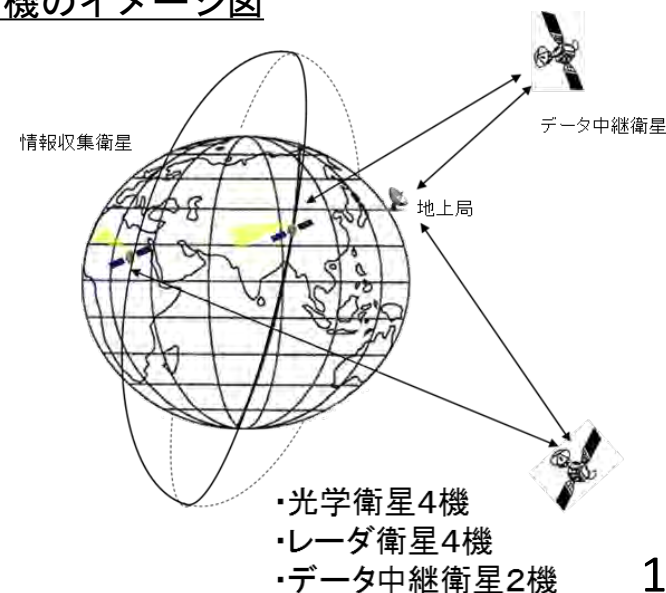 機のイメージ図
データ中継衛星
情報収集衛星
地上局
・光学衛星4機
・レーダ衛星4機
・データ中継衛星2機
1